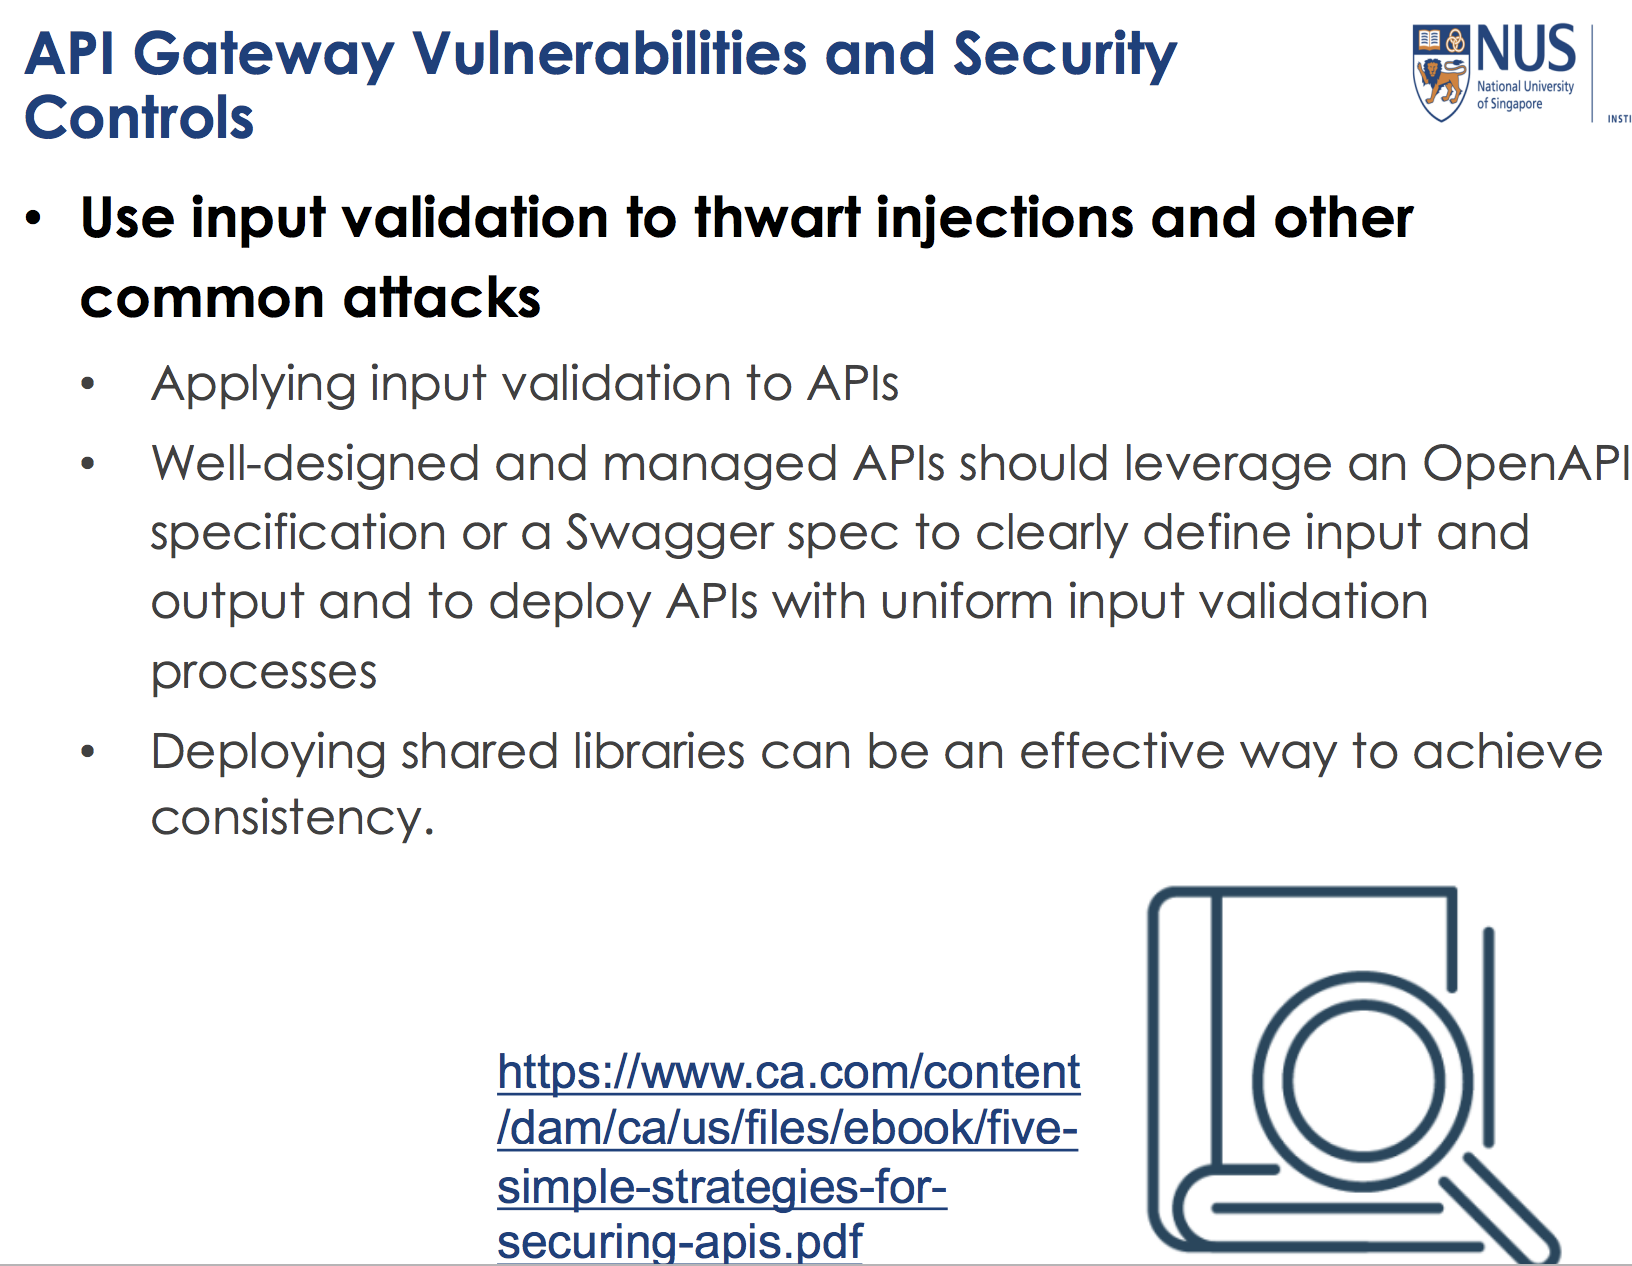 API Gateway Vulnerabilities and Security
Controls
NUS
National University
of Singapore
INSTI
• Use input validation to thwart injections and other
common attacks
• Applying input validation to APIs
• Well-designed and managed APIs should leverage an OpenAPI
specification or a Swagger spec to clearly define input and
output and to deploy APIs with uniform input validation
processes
• Deploying shared libraries can be an effective way to achieve
consistency.
https://www.ca.com/content
/dam/ca/us/files/ebook/five-
simple-strategies-for-
securing-apis.pdf